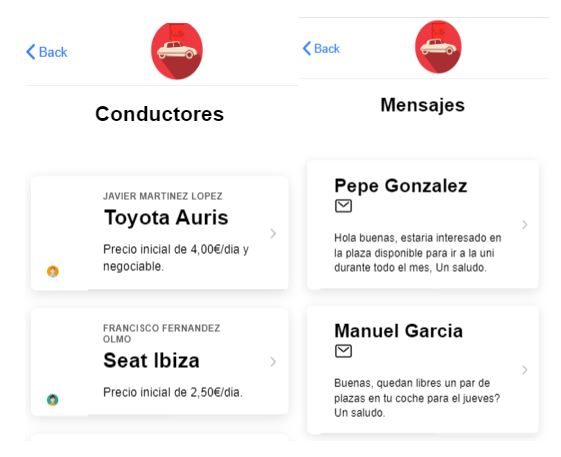 Back
Conductores
JAVIER MARTINEZ LOPEZ
Toyota Auris
Precio inicial de 4,00€/dia y
negociable.
FRANCISCO FERNANDEZ
OLMO
Seat Ibiza
Precio inicial de 2,50€/dia.
Back
Mensajes
Pepe Gonzalez
Hola buenas, estaria interesado en
la plaza disponible para ir a la uni
durante todo el mes, Un saludo.
Manuel Garcia
Buenas, quedan libres un par de
plazas en tu coche para el jueves?
Un saludo.